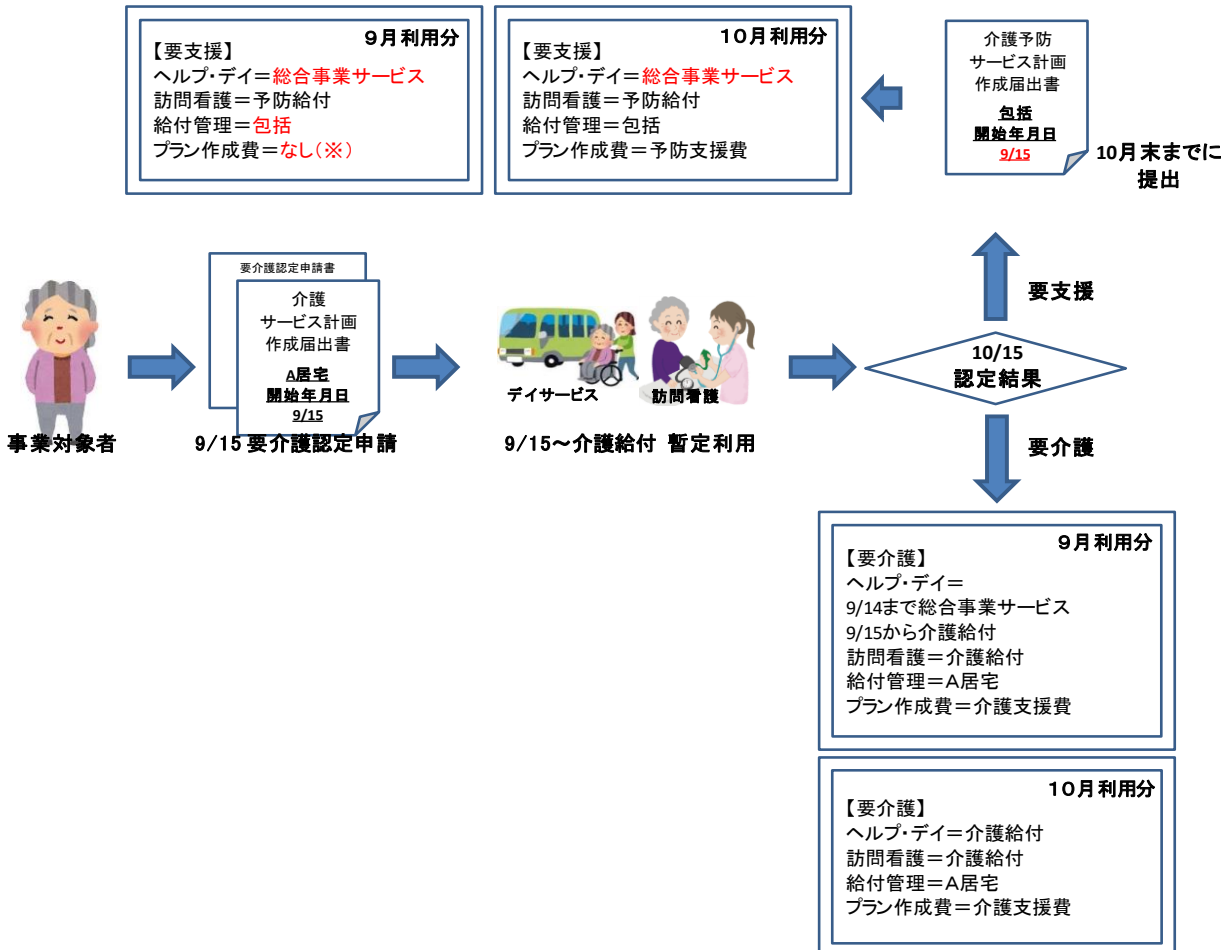 ９月利用分
【要支援】
ヘルプ・デイ＝総合事業サービス
訪問看護＝予防給付
給付管理＝包括
プラン作成費＝なし（※）
１０月利用分
【要支援】
ヘルプ・デイ＝総合事業サービス
訪問看護＝予防給付
給付管理＝包括
プラン作成費＝予防支援費
介護予防
サービス計画
作成届出書
包括
開始年月日
9/15
10月末までに
提出
要介護認定申請書
介護
サービス計画
作成届出書
A居宅
開始年月日
9/15
デイサービス
訪問看護
要支援
10/15
認定結果
事業対象者
9/15 要介護認定申請
9/15～介護給付 暫定利用
要介護
９月利用分
【要介護】
ヘルプ・デイ＝
9/14まで総合事業サービス
9/15から介護給付
訪問看護＝介護給付
給付管理＝Ａ居宅
プラン作成費＝介護支援費
１０月利用分
【要介護】
ヘルプ・デイ＝介護給付
訪問看護＝介護給付
給付管理＝Ａ居宅
プラン作成費＝介護支援費